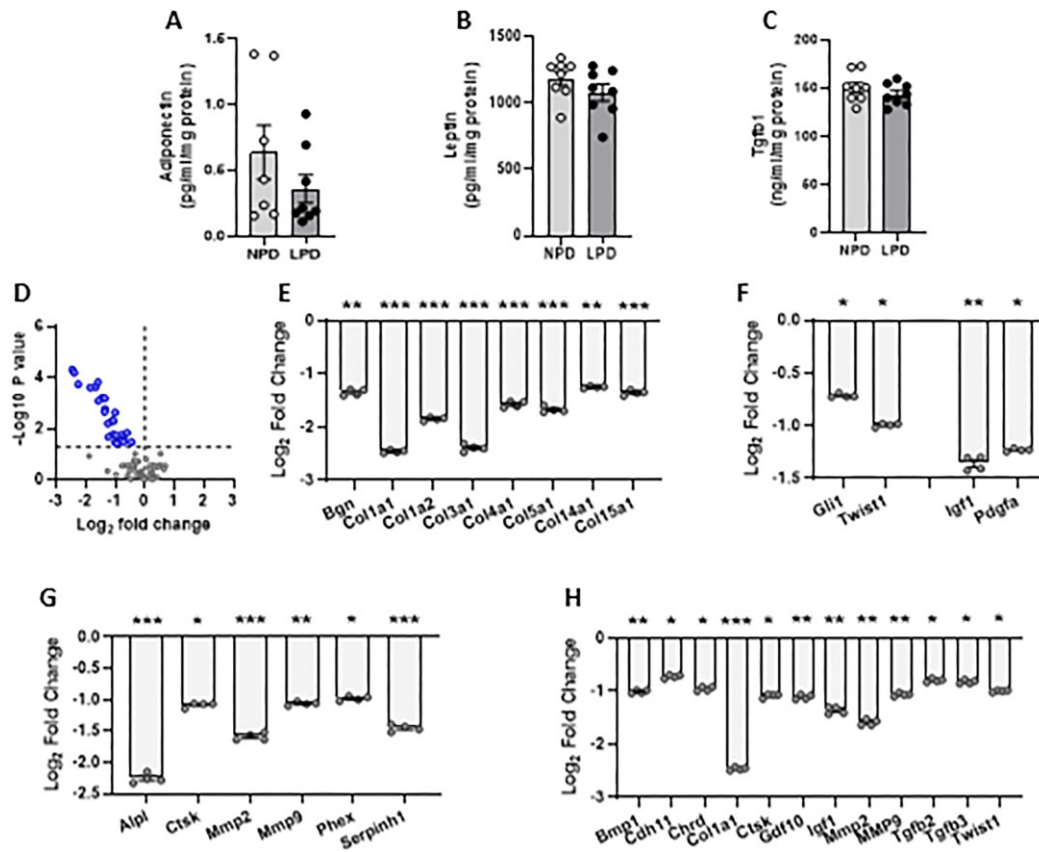 A
B
C
Adiponectin
(pg/ml/mg protein)
1.5
1.0
0.5
0.0
NPD LPD
Leptin
(pg/ml/mg protein)
1500
1000
500
0
NPD LPD
Tgfb1
(ng/ml/mg protein)
200
150
100
50
0
NPD LPD
D
E
F
-Log10 P value
6
4
2
0
-3 -2 -1 0 1 2 3
Log2 fold change
** *** *** *** *** *** ** ***
Log2 Fold Change
0
-1
-2
-3
Bgn Col1a1 Col1a2 Col3a1 Col4a1 Col5a1 Col14a1 Col15a1
* * ** *
Log2 Fold Change
0.0
-0.5
-1.0
-1.5
Gli1 Twist1 Igf1 Pdgfa
G
H
*** * *** ** * ***
Log2 Fold Change
0.0
-0.5
-1.0
-1.5
-2.0
-2.5
Alpl Ctsk Mmp2 Mmp9 Phex Serpinh1
** * * *** * ** ** ** ** * * *
Log2 Fold Change
0
-1
-2
-3
Bmp1 Cdh11 Chrd Col1a1 Ctsk Gdf10 Igf1 Mmp2 MMP9 Tgfb2 Tgfb3 Twist1